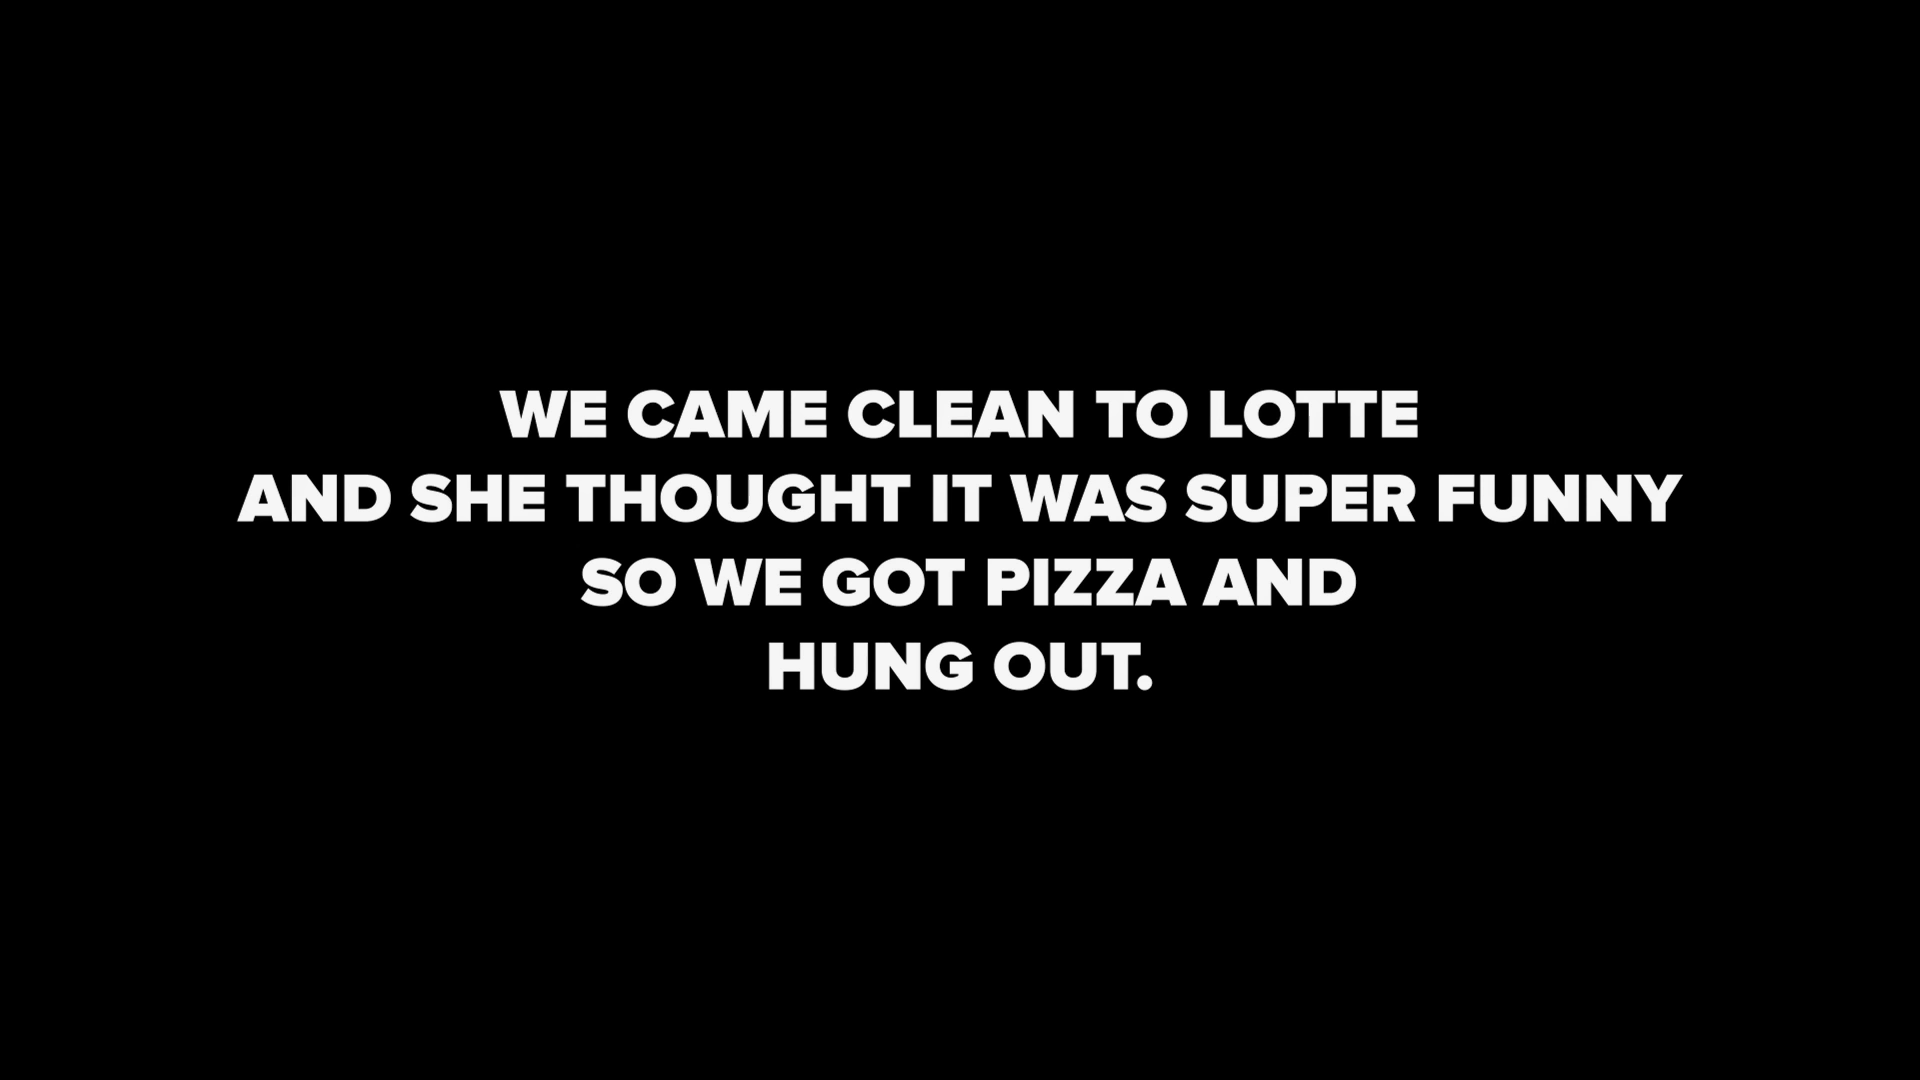 WE CAME CLEAN TO LOTTE
AND SHE THOUGHT IT WAS SUPER FUNNY
SO WE GOT PIZZA AND
HUNG OUT.